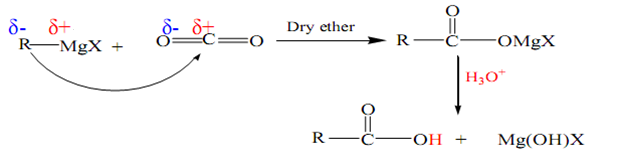 δ- δ+ δ- δ+
R—MgX + O=C=O Dry ether R—C—OMgX
O
H₃O⁺
O
R—C—OH + Mg(OH)X